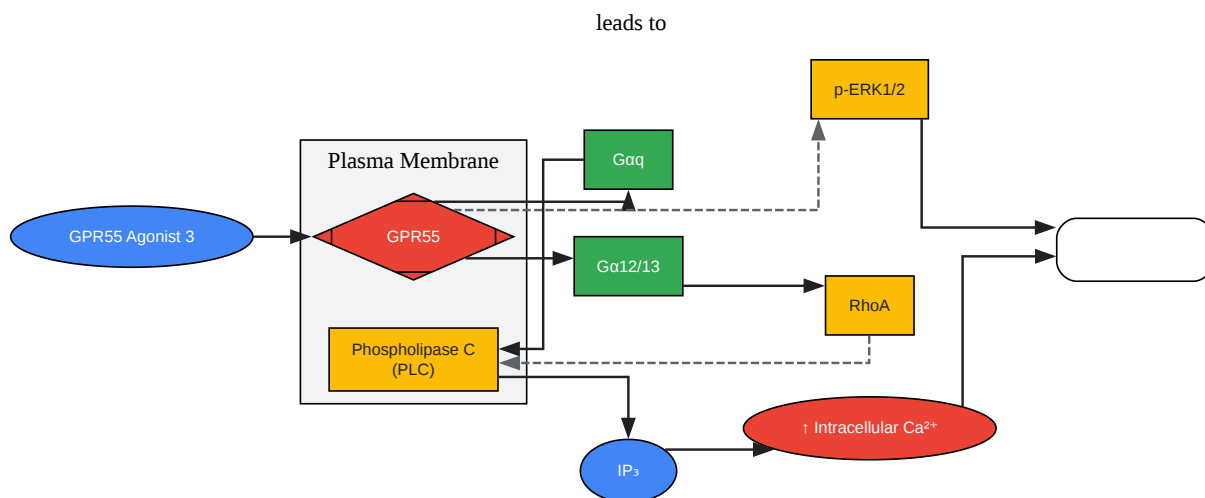 leads to
p-ERK1/2
Plasma Membrane
Gαq
GPR55 Agonist 3
GPR55
Gα12/13
RhoA
Phospholipase C
(PLC)
↑ Intracellular Ca²⁺
IP₃